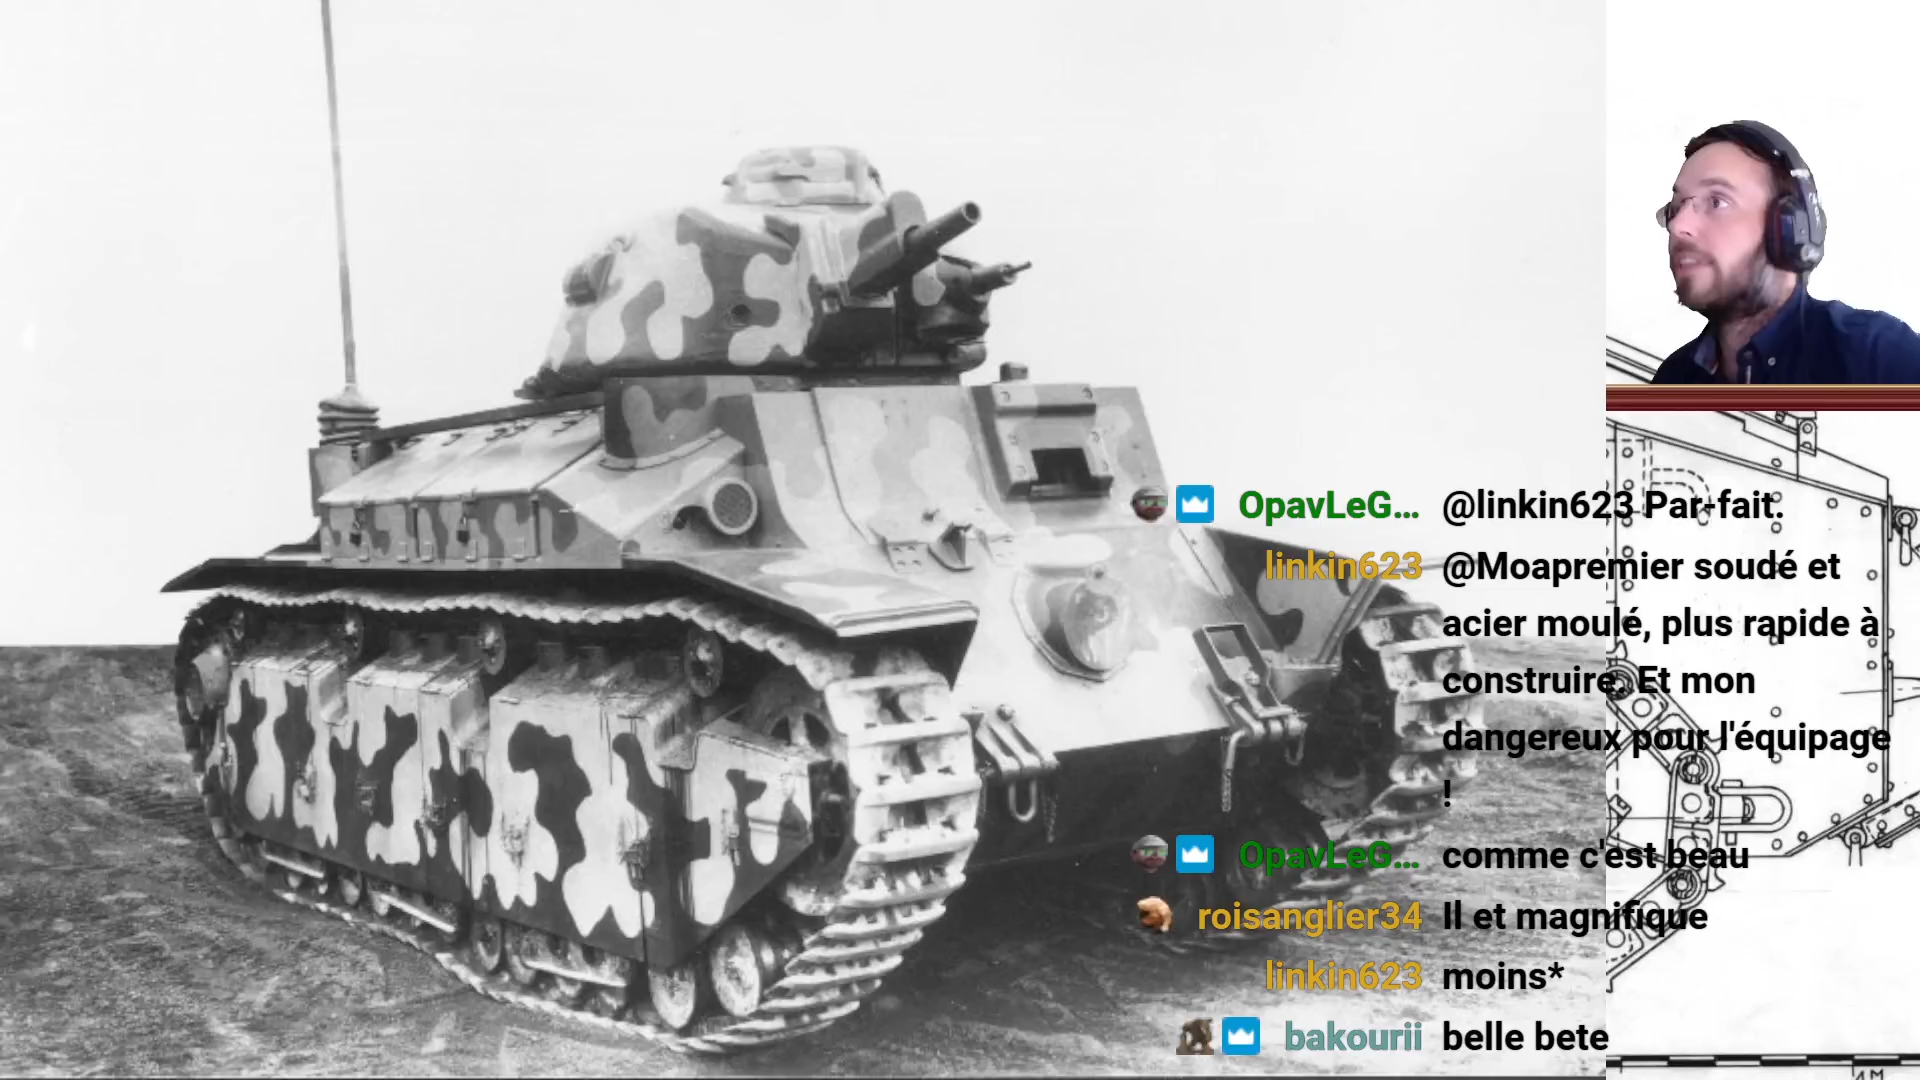 OpavLeG... @linkin623 Par-fait.
linkin623 @Moapremier soudé et
acier moulé, plus rapide à
construire. Et mon
dangereux pour l'équipage
!
OpavLeG... comme c'est beau
roisanglier34 Il et magnifique
linkin623 moins*
bakourii belle bete
4M